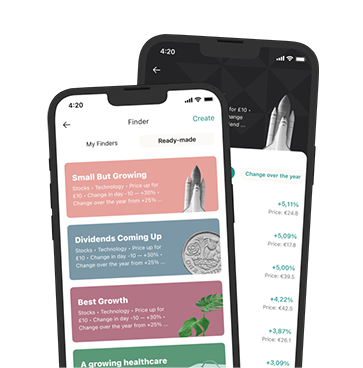 4:20
Finder
Create
My Finders
Ready-made
Small But Growing
Stocks • Technology • Price up for
£10 • Change in day -10 — +30% •
Change over the year from +25% ...
Dividends Coming Up
Stocks • Technology • Price up for
£10 • Change in day -10 — +30% •
Change over the year from +25% ...
Best Growth
Stocks • Technology • Price up for
£10 • Change in day -10 — +30% •
Change over the year from +25% ...
A growing healthcare
4:20
for £10 •
Change
end ...
Change over the year
+5,11%
Price: €24.8
+5,09%
Price: €17.8
+5,00%
Price: €39.5
+4,22%
Price: €42.5
+3,87%
Price: €26.1
+3,09%